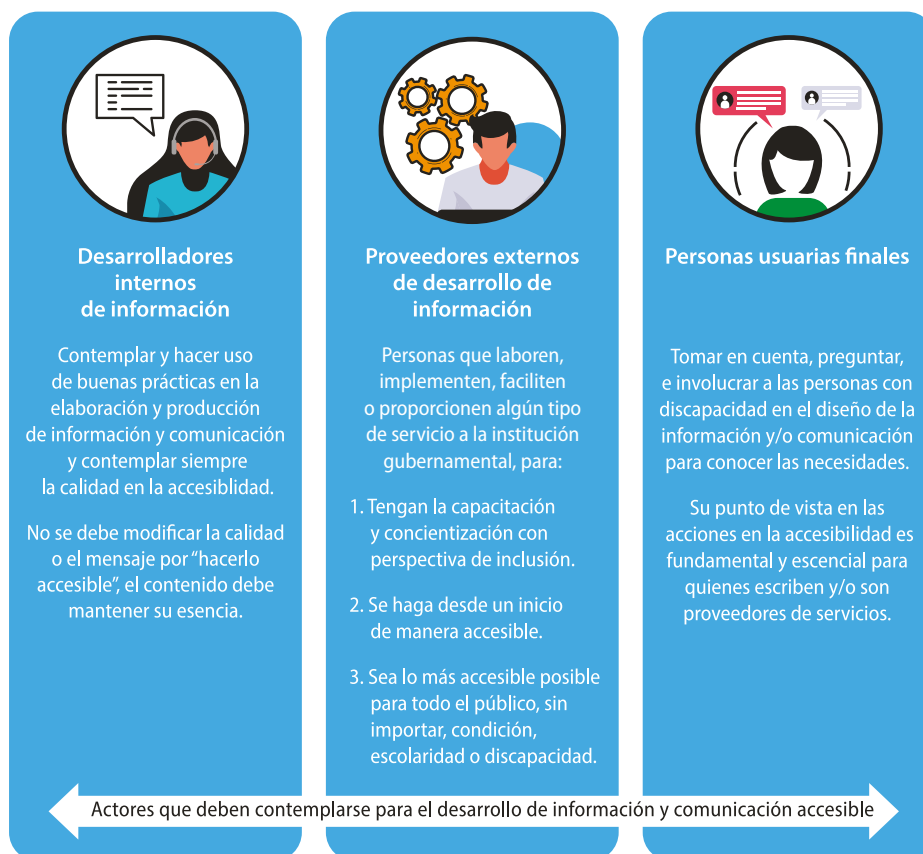 Desarrolladores
internos
de información
Contemplar y hacer uso
de buenas prácticas en la
elaboración y producción
de información y comunicación
y contemplar siempre
la calidad en la accesiblidad.
No se debe modificar la calidad
o el mensaje por “hacerlo
accesible”, el contenido debe
mantener su esencia.
Proveedores externos
de desarrollo de
información
Personas que laboren,
implementen, faciliten
o proporcionen algún tipo
de servicio a la institución
gubernamental, para:
1. Tengan la capacitación
y concientización con
perspectiva de inclusión.
2. Se haga desde un inicio
de manera accesible.
3. Sea lo más accesible posible
para todo el público, sin
importar, condición,
escolaridad o discapacidad.
Personas usuarias finales
Tomar en cuenta, preguntar,
e involucrar a las personas con
discapacidad en el diseño de la
información y/o comunicación
para conocer las necesidades.
Su punto de vista en las
acciones en la accesibilidad es
fundamental y escencial para
quienes escriben y/o son
proveedores de servicios.
Actores que deben contemplarse para el desarrollo de información y comunicación accesible